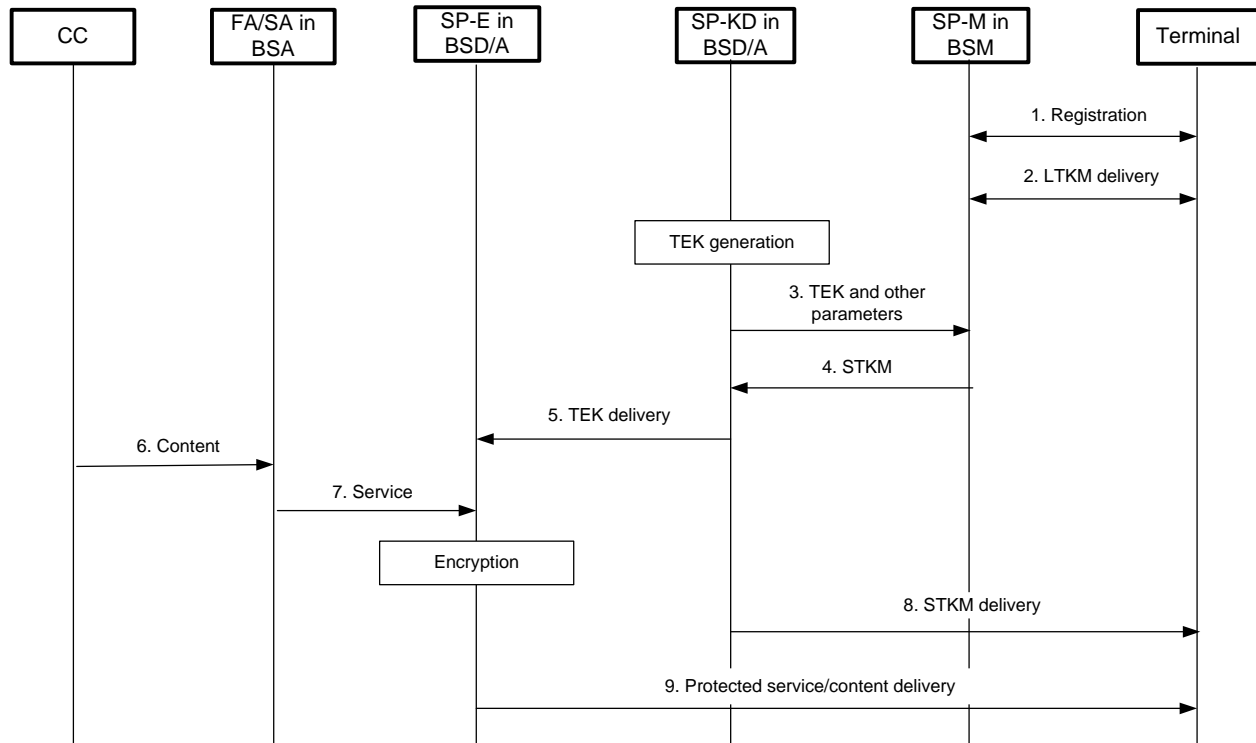 CC
FA/SA in
BSA
SP-E in
BSD/A
SP-KD in
BSD/A
SP-M in
BSM
Terminal
1. Registration
2. LTKM delivery
TEK generation
3. TEK and other
parameters
4. STKM
5. TEK delivery
6. Content
7. Service
Encryption
8. STKM delivery
9. Protected service/content delivery